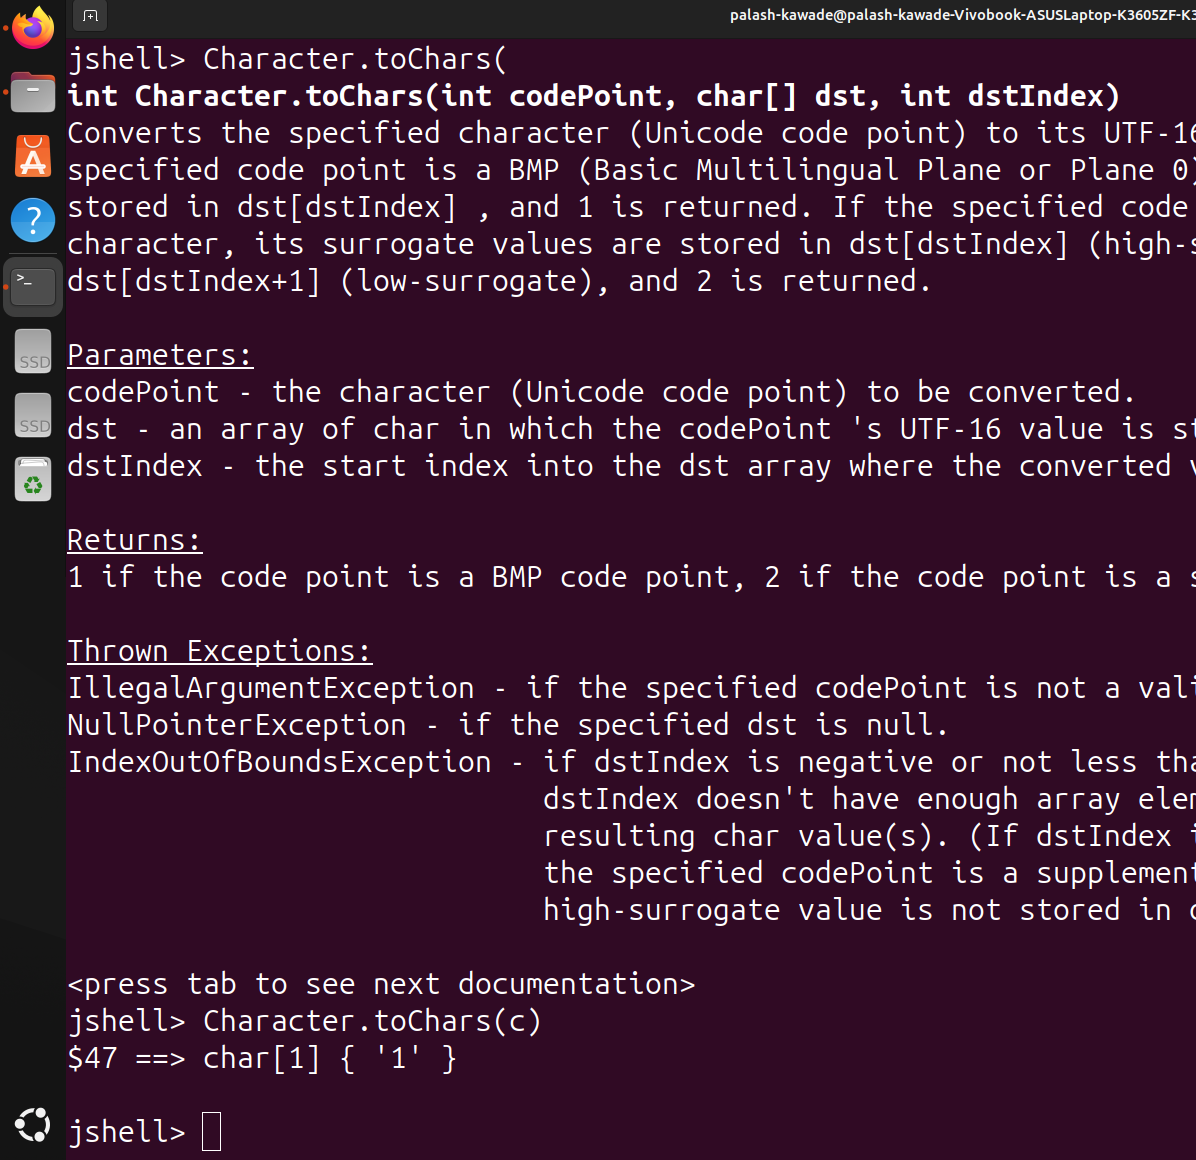 palash-kawade@palash-kawade-Vivobook-ASUSLaptop-K3605ZF-K3
jshell> Character.toChars(
int Character.toChars(int codePoint, char[] dst, int dstIndex)
Converts the specified character (Unicode code point) to its UTF-16
specified code point is a BMP (Basic Multilingual Plane or Plane 0)
stored in dst[dstIndex] , and 1 is returned. If the specified code
character, its surrogate values are stored in dst[dstIndex] (high-s
dst[dstIndex+1] (low-surrogate), and 2 is returned.
Parameters:
codePoint - the character (Unicode code point) to be converted.
dst - an array of char in which the codePoint 's UTF-16 value is st
dstIndex - the start index into the dst array where the converted v
Returns:
1 if the code point is a BMP code point, 2 if the code point is a s
Thrown Exceptions:
IllegalArgumentException - if the specified codePoint is not a vali
NullPointerException - if the specified dst is null.
IndexOutOfBoundsException - if dstIndex is negative or not less tha
dstIndex doesn't have enough array elem
resulting char value(s). (If dstIndex i
the specified codePoint is a supplement
high-surrogate value is not stored in d
<press tab to see next documentation>
jshell> Character.toChars(c)
$47 ==> char[1] { '1' }
jshell>
SSD
SSD